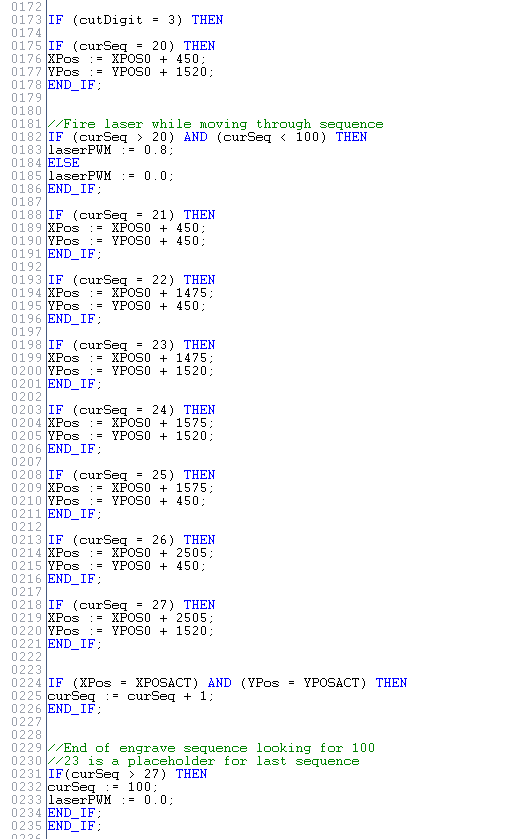 0172
0173 IF (cutDigit = 3) THEN
0174
0175 IF (curSeq = 20) THEN
0176 XPos := XPOS0 + 450;
0177 YPos := YPOS0 + 1520;
0178 END_IF;
0179
0180
0181 //Fire laser while moving through sequence
0182 IF (curSeq > 20) AND (curSeq < 100) THEN
0183 laserPWM := 0.8;
0184 ELSE
0185 laserPWM := 0.0;
0186 END_IF;
0187
0188 IF (curSeq = 21) THEN
0189 XPos := XPOS0 + 450;
0190 YPos := YPOS0 + 450;
0191 END_IF;
0192
0193 IF (curSeq = 22) THEN
0194 XPos := XPOS0 + 1475;
0195 YPos := YPOS0 + 450;
0196 END_IF;
0197
0198 IF (curSeq = 23) THEN
0199 XPos := XPOS0 + 1475;
0200 YPos := YPOS0 + 1520;
0201 END_IF;
0202
0203 IF (curSeq = 24) THEN
0204 XPos := XPOS0 + 1575;
0205 YPos := YPOS0 + 1520;
0206 END_IF;
0207
0208 IF (curSeq = 25) THEN
0209 XPos := XPOS0 + 1575;
0210 YPos := YPOS0 + 450;
0211 END_IF;
0212
0213 IF (curSeq = 26) THEN
0214 XPos := XPOS0 + 2505;
0215 YPos := YPOS0 + 450;
0216 END_IF;
0217
0218 IF (curSeq = 27) THEN
0219 XPos := XPOS0 + 2505;
0220 YPos := YPOS0 + 1520;
0221 END_IF;
0222
0223
0224 IF (XPos = XPOSACT) AND (YPos = YPOSACT) THEN
0225 curSeq := curSeq + 1;
0226 END_IF;
0227
0228
0229 //End of engrave sequence looking for 100
0230 //23 is a placeholder for last sequence
0231 IF(curSeq > 27) THEN
0232 curSeq := 100;
0233 laserPWM := 0.0;
0234 END_IF;
0235 END_IF;